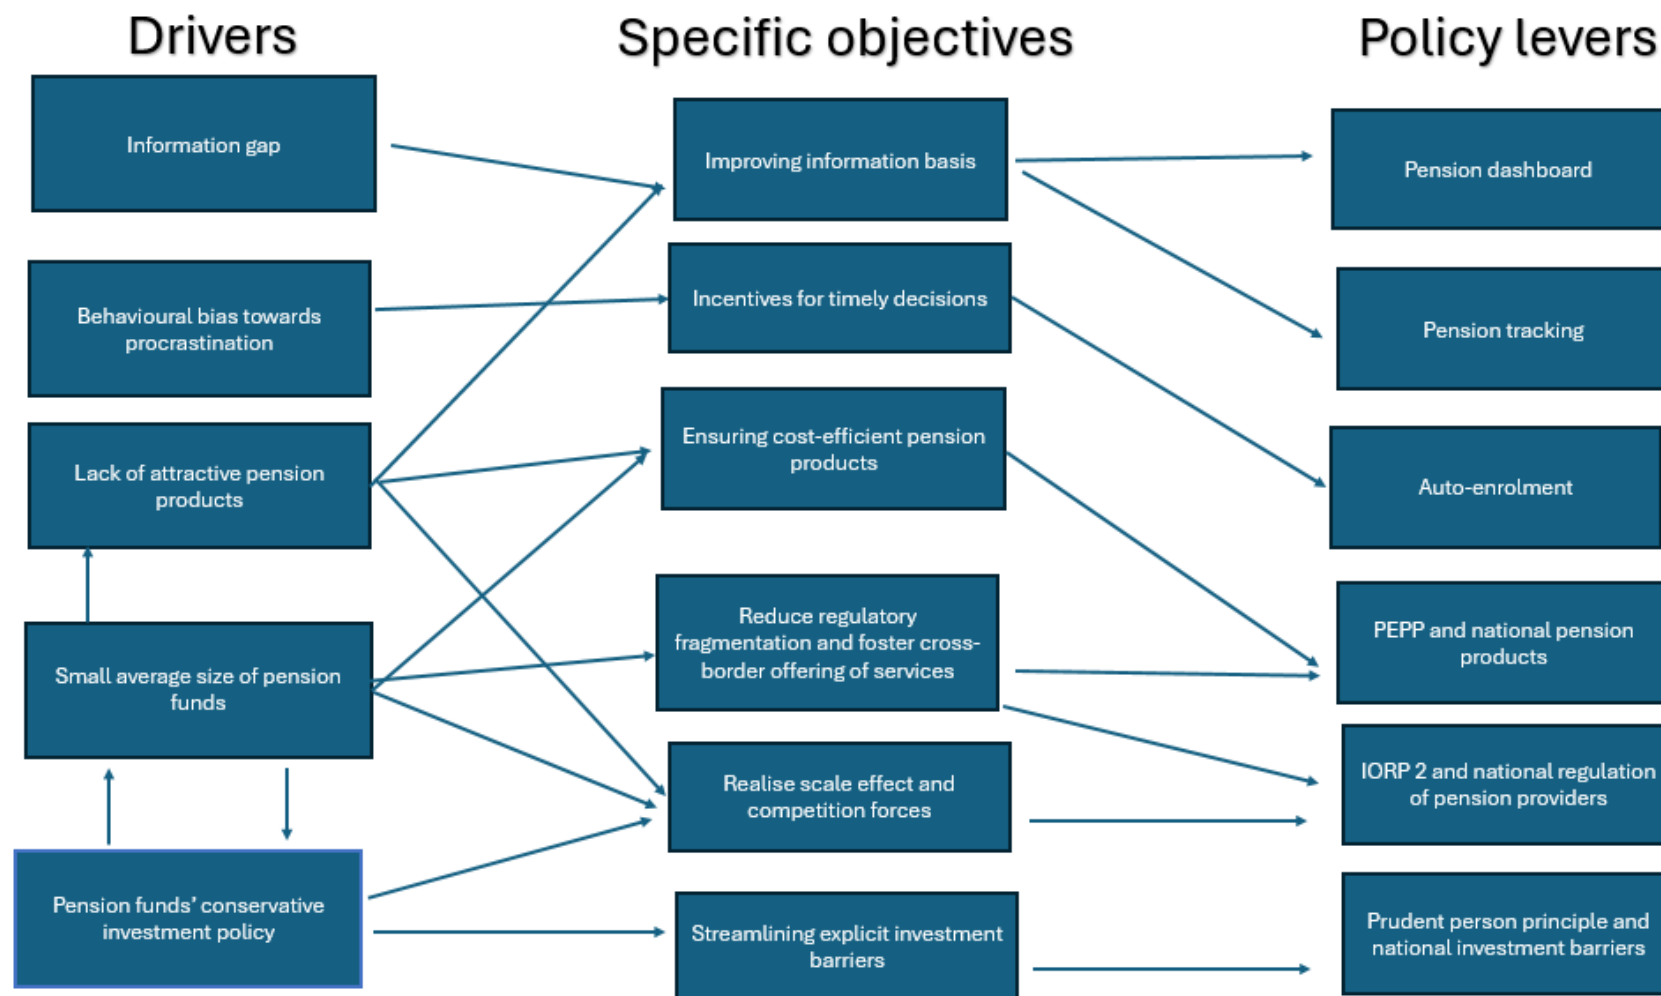 Drivers
Specific objectives
Policy levers
Information gap
Behavioural bias towards
procrastination
Lack of attractive pension
products
Small average size of pension
funds
Pension funds’ conservative
investment policy
Improving information basis
Incentives for timely decisions
Ensuring cost-efficient pension
products
Reduce regulatory
fragmentation and foster cross-
border offering of services
Realise scale effect and
competition forces
Streamlining explicit investment
barriers
Pension dashboard
Pension tracking
Auto-enrolment
PEPP and national pension
products
IORP 2 and national regulation
of pension providers
Prudent person principle and
national investment barriers